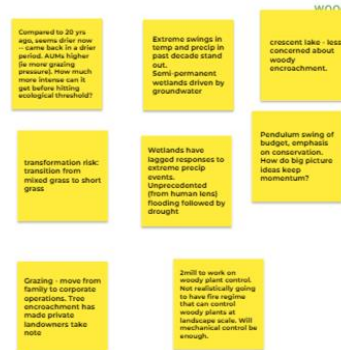 WOO
Compared to 20 yrs
ago, seems drier now
-- came back in a drier
period. AUMs higher
(ie more grazing
pressure). How much
more intense can it
get before hitting
ecological threshold?
Extreme swings in
temp and precip in
past decade stand
out.
Semi-permanent
wetlands driven by
groundwater
crescent lake - less
concerned about
woody
encroachment.
transformation risk:
transition from
mixed grass to short
grass
Wetlands have
lagged responses to
extreme precip
events.
Unprecedented
(from human lens)
flooding followed by
drought
Pendulum swing of
budget, emphasis
on conservation.
How do big picture
ideas keep
momentum?
Grazing - move from
family to corporate
operations. Tree
encroachment has
made private
landowners take
note
2mill to work on
woody plant control.
Not realistically going
to have fire regime
that can control
woody plants at
landscape scale. Will
mechanical control be
enough.